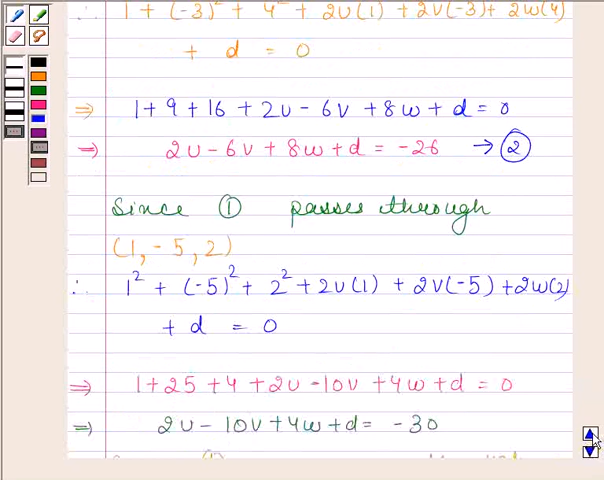 ∴ 1 + (-3)² + 4² + 2u(1) + 2v(-3) + 2w(4)
+ d = 0
⇒ 1+9+16+2u-6v+8w+d=0
⇒ 2u-6v+8w+d = -26 → ②
Since ① passes through
(1,-5,2)
∴ 1² + (-5)² + 2² + 2u(1) + 2v(-5) + 2w(2)
+ d = 0
⇒ 1+25+4+2u-10v+4w+d = 0
⇒ 2u-10v+4w+d = -30